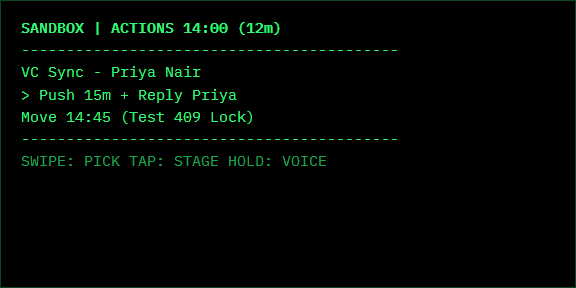 SANDBOX | ACTIONS 14:00 (12m)
------------------------------------------
VC Sync - Priya Nair
> Push 15m + Reply Priya
Move 14:45 (Test 409 Lock)
------------------------------------------
SWIPE: PICK TAP: STAGE HOLD: VOICE